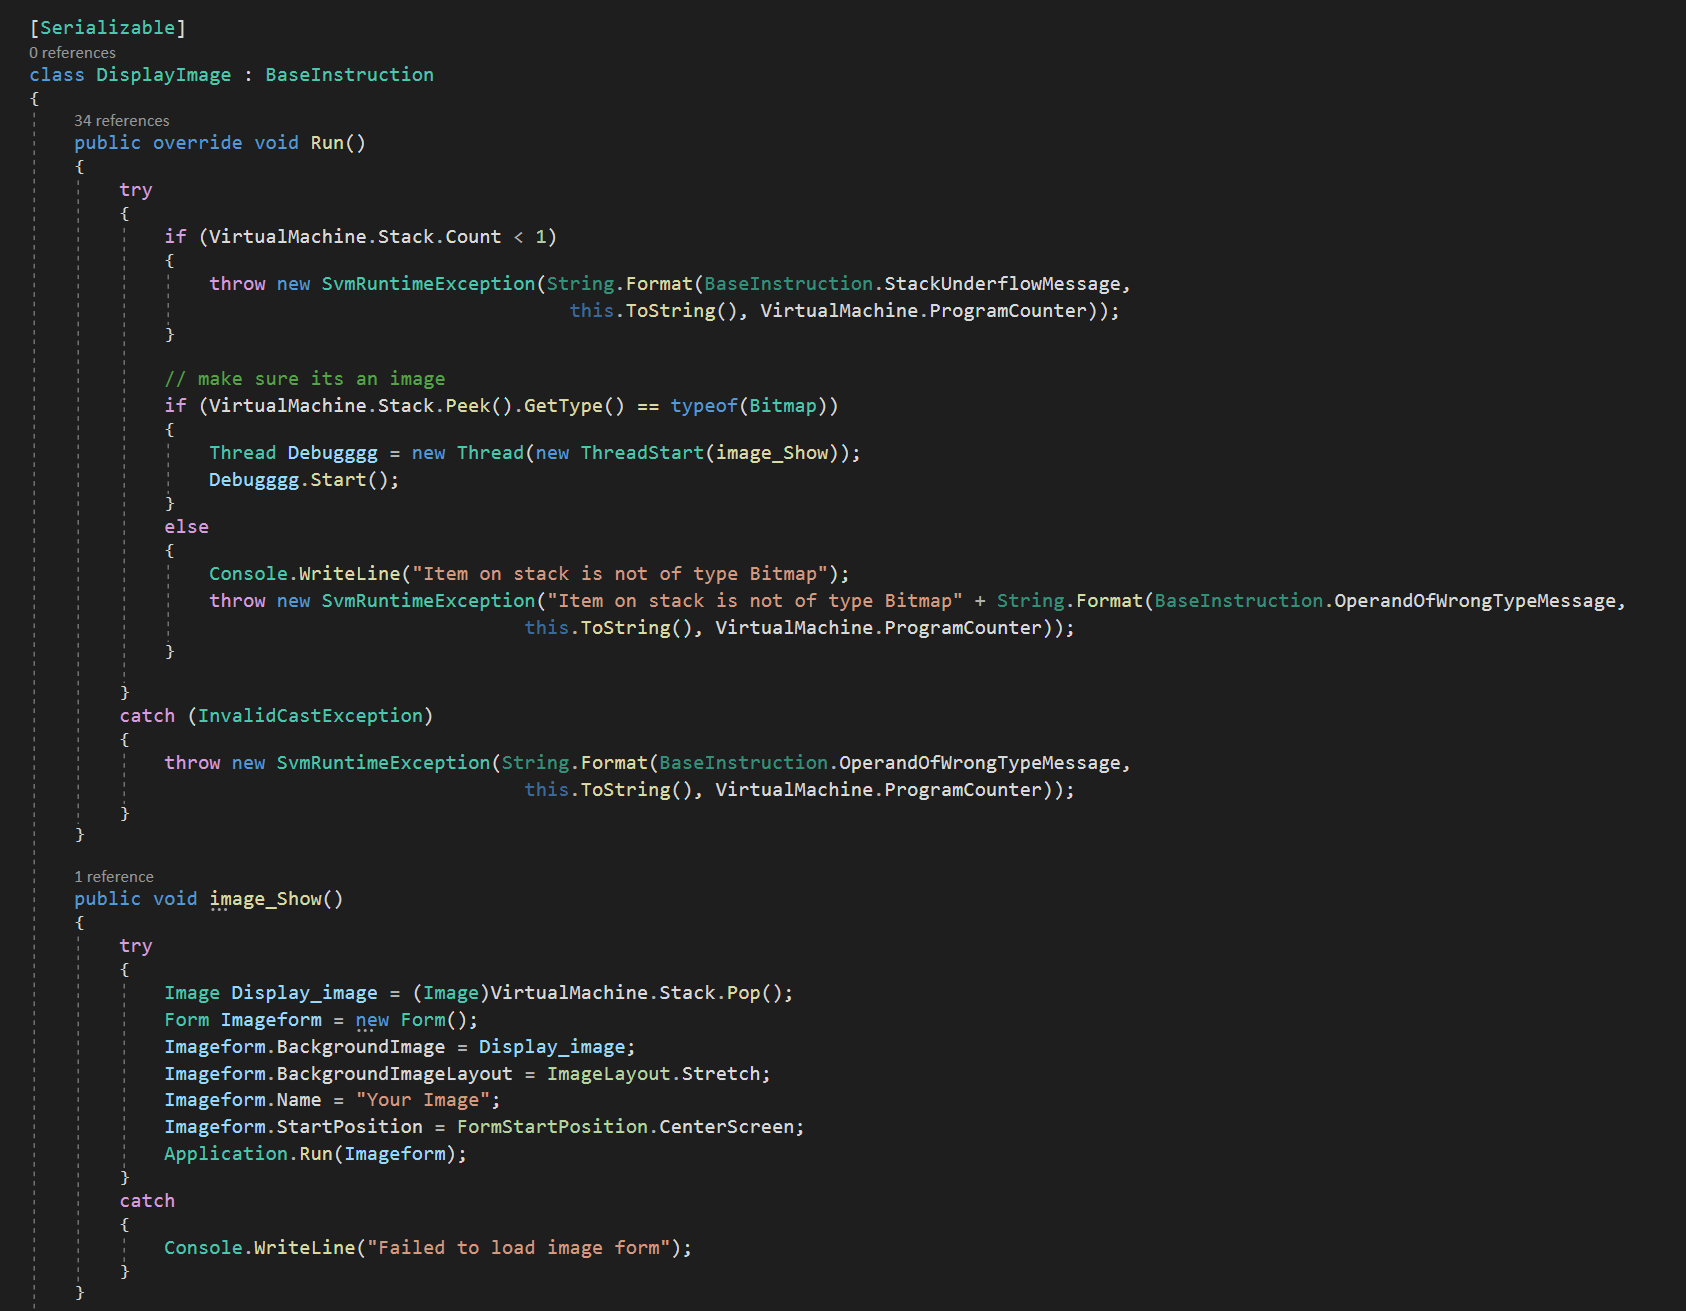 [Serializable]
0 references
class DisplayImage : BaseInstruction
{
34 references
public override void Run()
{
try
{
if (VirtualMachine.Stack.Count < 1)
{
throw new SvmRuntimeException(String.Format(BaseInstruction.StackUnderflowMessage,
this.ToString(), VirtualMachine.ProgramCounter));
}
// make sure its an image
if (VirtualMachine.Stack.Peek().GetType() == typeof(Bitmap))
{
Thread Debugggg = new Thread(new ThreadStart(image_Show));
Debugggg.Start();
}
else
{
Console.WriteLine("Item on stack is not of type Bitmap");
throw new SvmRuntimeException("Item on stack is not of type Bitmap" + String.Format(BaseInstruction.OperandOfWrongTypeMessage,
this.ToString(), VirtualMachine.ProgramCounter));
}
}
catch (InvalidCastException)
{
throw new SvmRuntimeException(String.Format(BaseInstruction.OperandOfWrongTypeMessage,
this.ToString(), VirtualMachine.ProgramCounter));
}
}
1 reference
public void image_Show()
{
try
{
Image Display_image = (Image)VirtualMachine.Stack.Pop();
Form Imageform = new Form();
Imageform.BackgroundImage = Display_image;
Imageform.BackgroundImageLayout = ImageLayout.Stretch;
Imageform.Name = "Your Image";
Imageform.StartPosition = FormStartPosition.CenterScreen;
Application.Run(Imageform);
}
catch
{
Console.WriteLine("Failed to load image form");
}
}